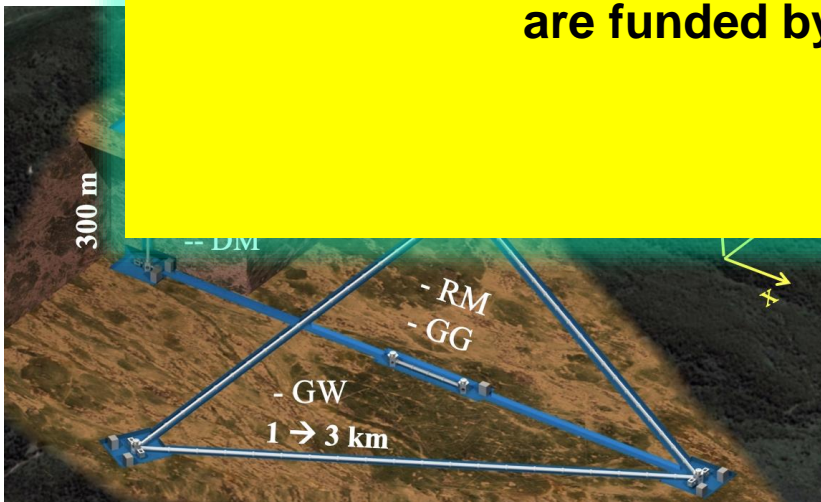 are funded by
300 m
-- DM
x
- RM
- GG
- GW
1 → 3 km